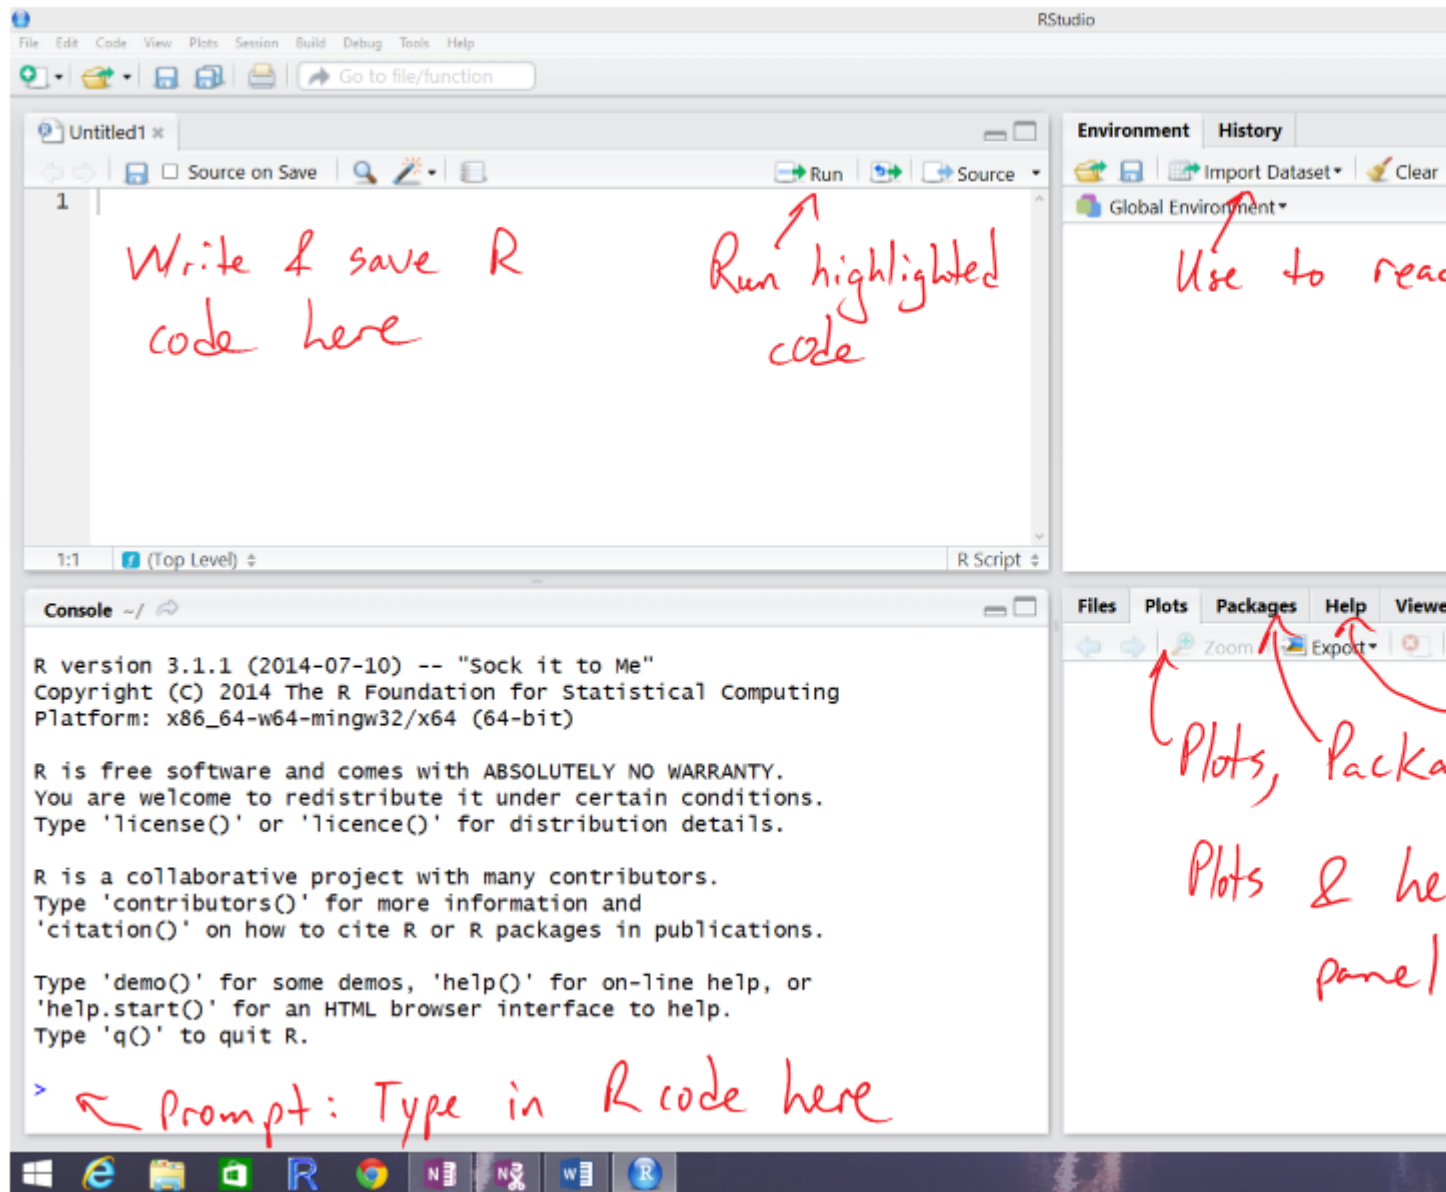 RStudio
File Edit Code View Plots Session Build Debug Tools Help
Go to file/function
Untitled1
Source on Save Run Source
1
Write & save R
code here
Run highlighted
code
1:1 (Top Level) R Script
Environment History
Import Dataset Clear
Global Environment
Use to read
Console ~/
R version 3.1.1 (2014-07-10) -- "Sock it to Me"
Copyright (C) 2014 The R Foundation for Statistical Computing
Platform: x86_64-w64-mingw32/x64 (64-bit)
R is free software and comes with ABSOLUTELY NO WARRANTY.
You are welcome to redistribute it under certain conditions.
Type 'license()' or 'licence()' for distribution details.
R is a collaborative project with many contributors.
Type 'contributors()' for more information and
'citation()' on how to cite R or R packages in publications.
Type 'demo()' for some demos, 'help()' for on-line help, or
'help.start()' for an HTML browser interface to help.
Type 'q()' to quit R.
>
Prompt: Type in R code here
Files Plots Packages Help Viewe
Zoom Export
Plots, Packa
Plots & he
panel